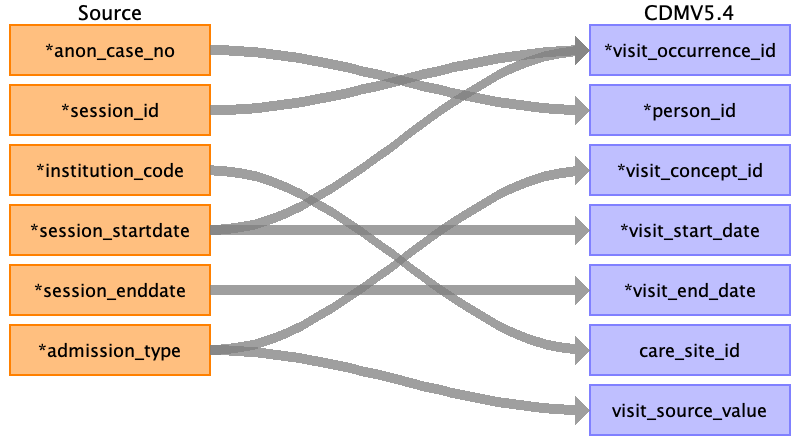 Source
CDMV5.4
*anon_case_no
*visit_occurrence_id
*session_id
*person_id
*institution_code
*visit_concept_id
*session_startdate
*visit_start_date
*session_enddate
*visit_end_date
*admission_type
care_site_id
visit_source_value